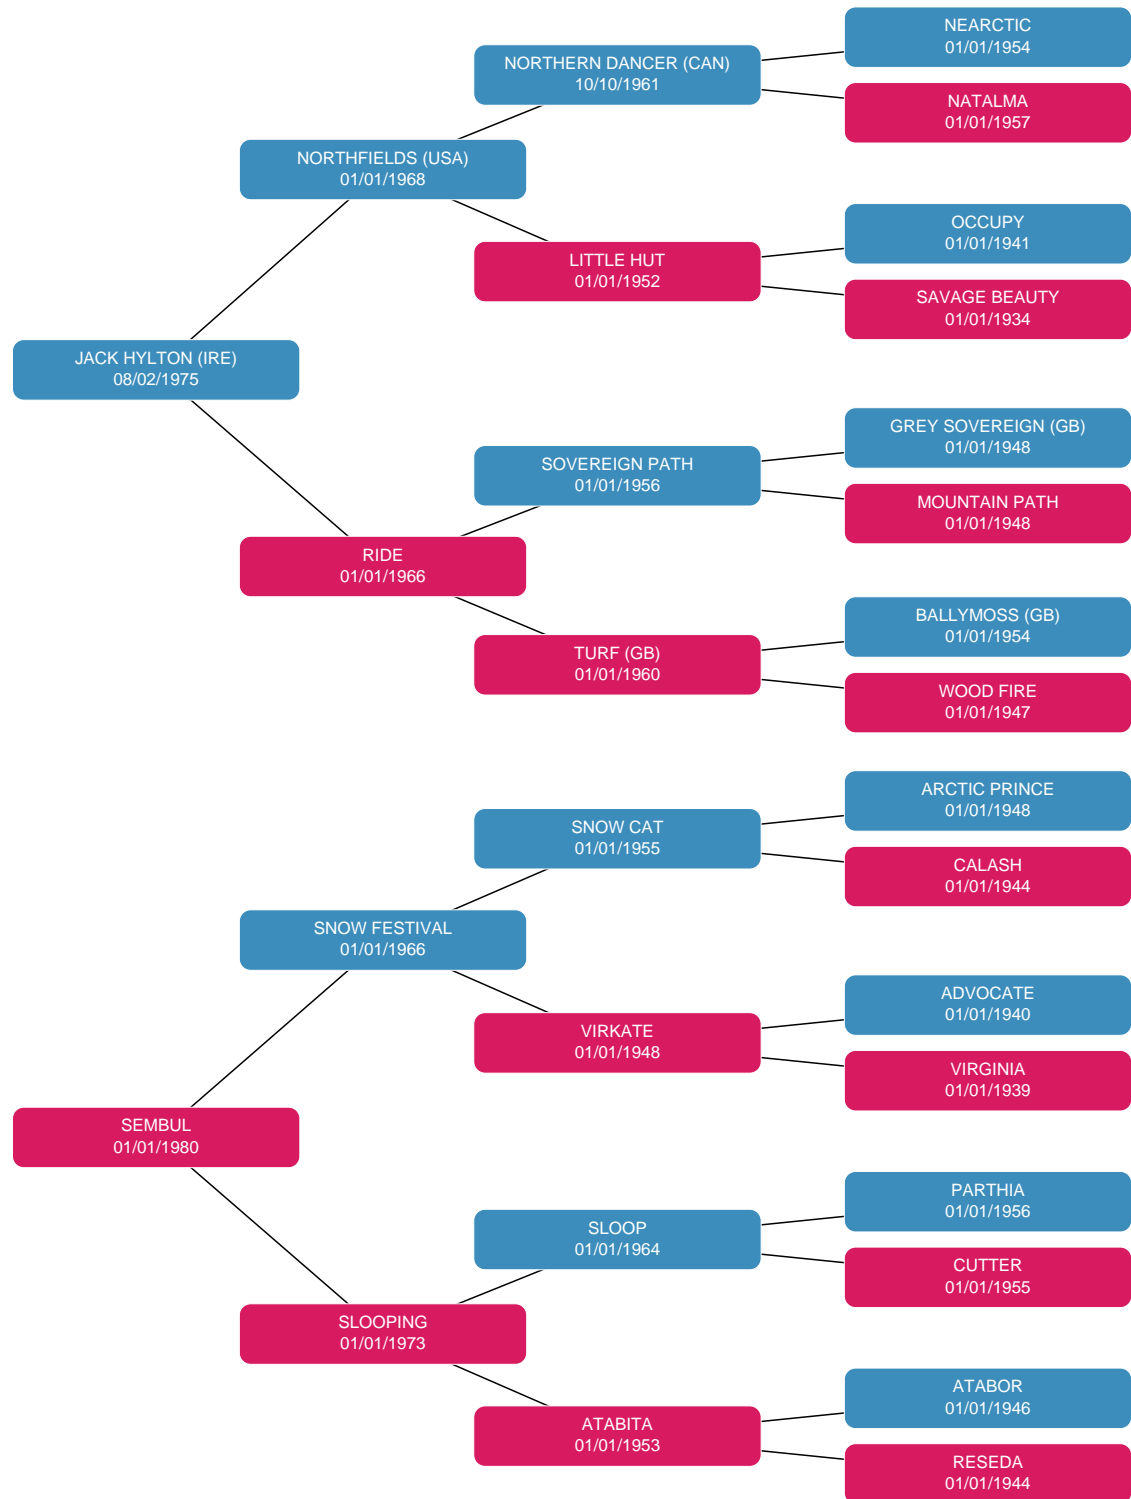 NEARCTIC
01/01/1954
NORTHERN DANCER (CAN)
10/10/1961
NATALMA
01/01/1957
NORTHFIELDS (USA)
01/01/1968
OCCUPY
01/01/1941
LITTLE HUT
01/01/1952
SAVAGE BEAUTY
01/01/1934
JACK HYLTON (IRE)
08/02/1975
GREY SOVEREIGN (GB)
01/01/1948
SOVEREIGN PATH
01/01/1956
MOUNTAIN PATH
01/01/1948
RIDE
01/01/1966
BALLYMOSS (GB)
01/01/1954
TURF (GB)
01/01/1960
WOOD FIRE
01/01/1947
ARCTIC PRINCE
01/01/1948
SNOW CAT
01/01/1955
CALASH
01/01/1944
SNOW FESTIVAL
01/01/1966
ADVOCATE
01/01/1940
VIRKATE
01/01/1948
VIRGINIA
01/01/1939
SEMBUL
01/01/1980
PARTHIA
01/01/1956
SLOOP
01/01/1964
CUTTER
01/01/1955
SLOOPING
01/01/1973
ATABOR
01/01/1946
ATABITA
01/01/1953
RESEDA
01/01/1944